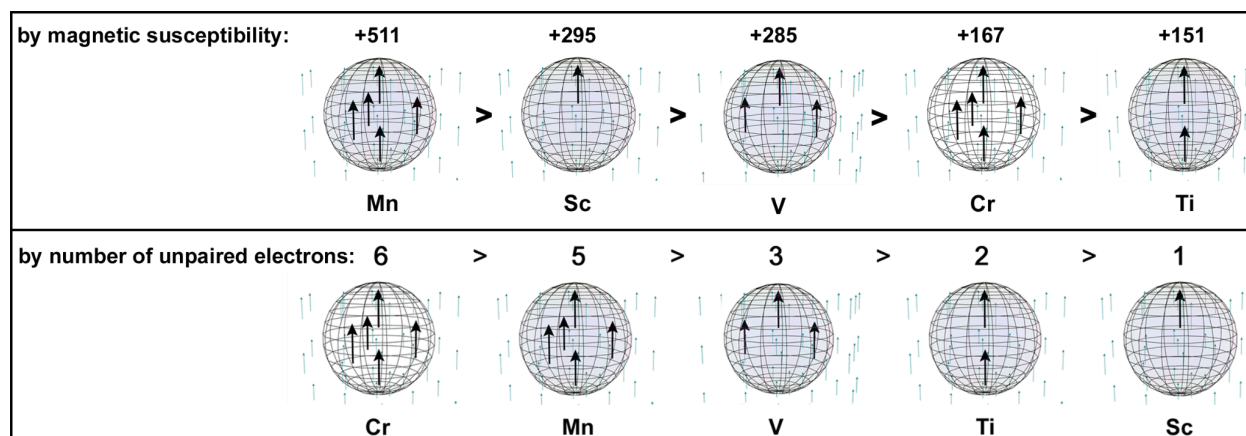 by magnetic susceptibility: +511 +295 +285 +167 +151
> > > >
Mn Sc V Cr Ti
by number of unpaired electrons: 6 > 5 > 3 > 2 > 1
Cr Mn V Ti Sc